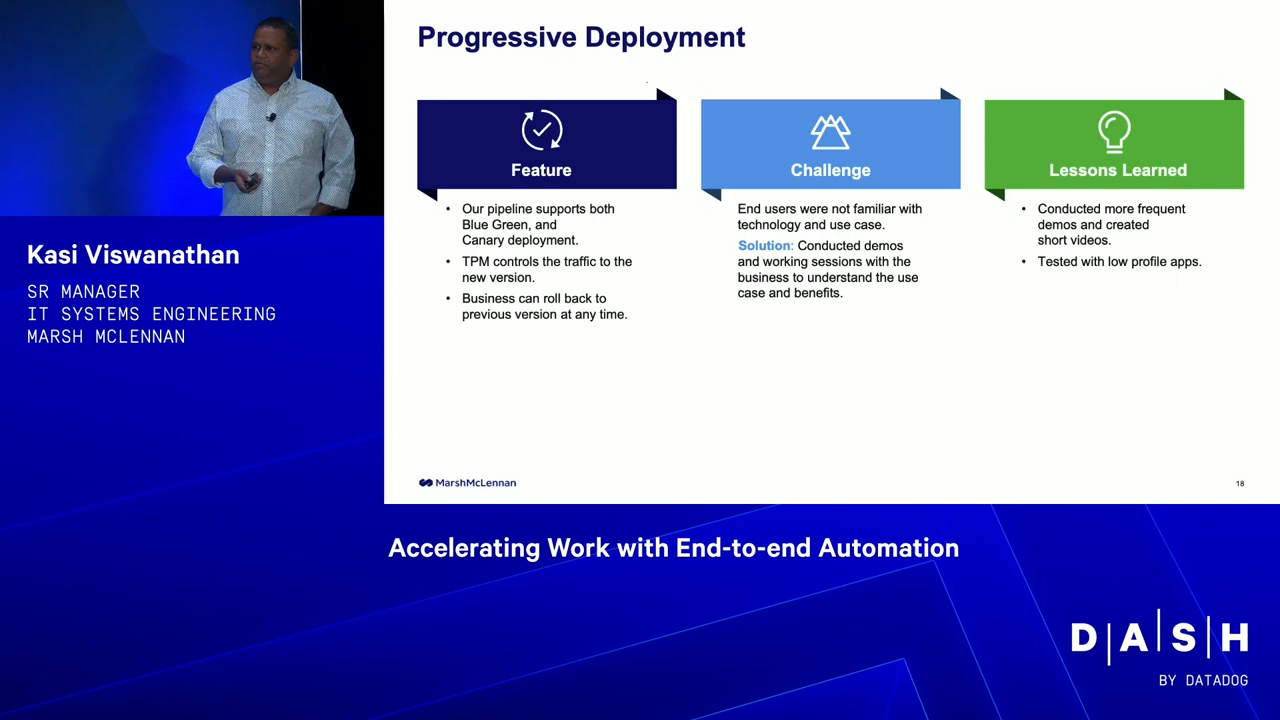 Progressive Deployment
Feature
Our pipeline supports both
Blue Green, and
Canary deployment.
TPM controls the traffic to the
new version.
Business can roll back to
previous version at any time.
Challenge
End users were not familiar with
technology and use case.
Solution: Conducted demos
and working sessions with the
business to understand the use
case and benefits.
Lessons Learned
Conducted more frequent
demos and created
short videos.
Tested with low profile apps.
MarshMcLennan
18
Kasi Viswanathan
SR MANAGER
IT SYSTEMS ENGINEERING
MARSH MCLENNAN
Accelerating Work with End-to-end Automation
DASH
BY DATADOG